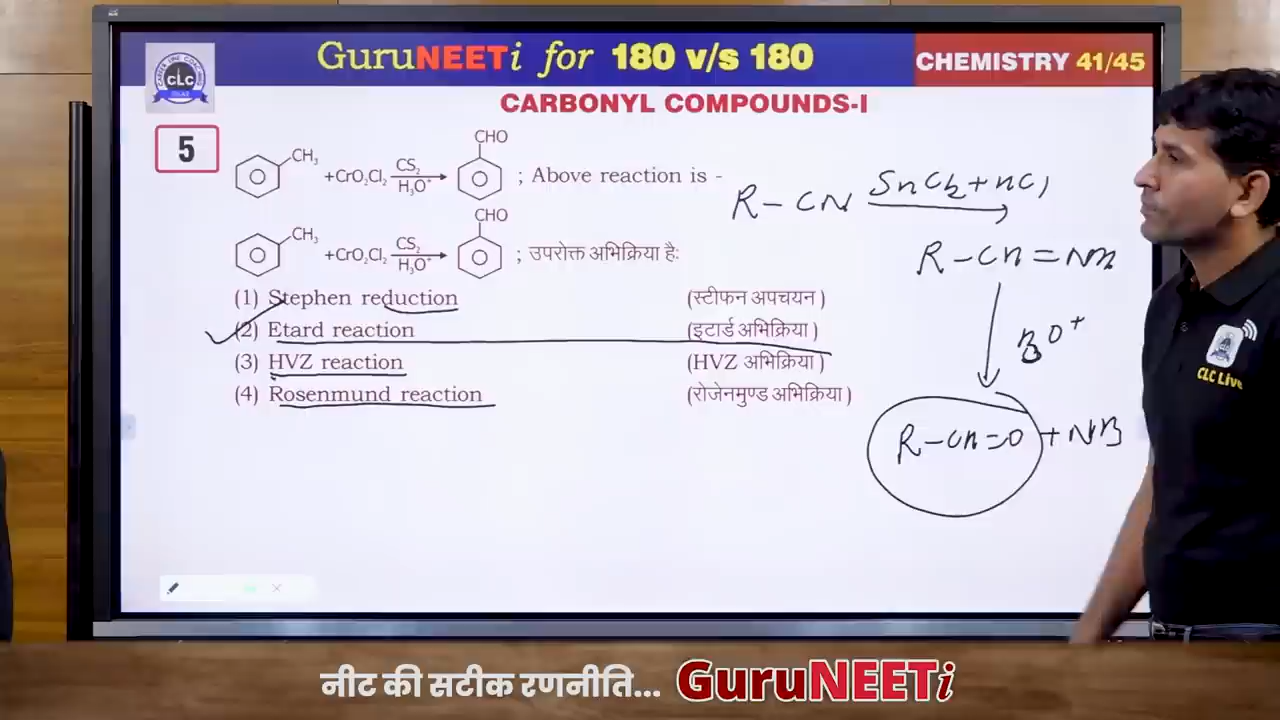 GuruNEETi for 180 v/s 180
CHEMISTRY 41/45
CLC
CARBONYL COMPOUNDS-I
5
CH₃ +CrO₂Cl₂ CS₂ H₃O⁺ CHO ; Above reaction is -
CH₃ +CrO₂Cl₂ CS₂ H₃O⁺ CHO ; उपरोक्त अभिक्रिया है:
(1) Stephen reduction (स्टीफन अपचयन )
(2) Etard reaction (इटार्ड अभिक्रिया )
(3) HVZ reaction (HVZ अभिक्रिया )
(4) Rosenmund reaction (रोजेनमुण्ड अभिक्रिया )
R-CN SnCl₂+HCl
R-CH=NH
H₃O⁺
R-CH=O +NH₃
CLC Live
नीट की सटीक रणनीति... GuruNEETi